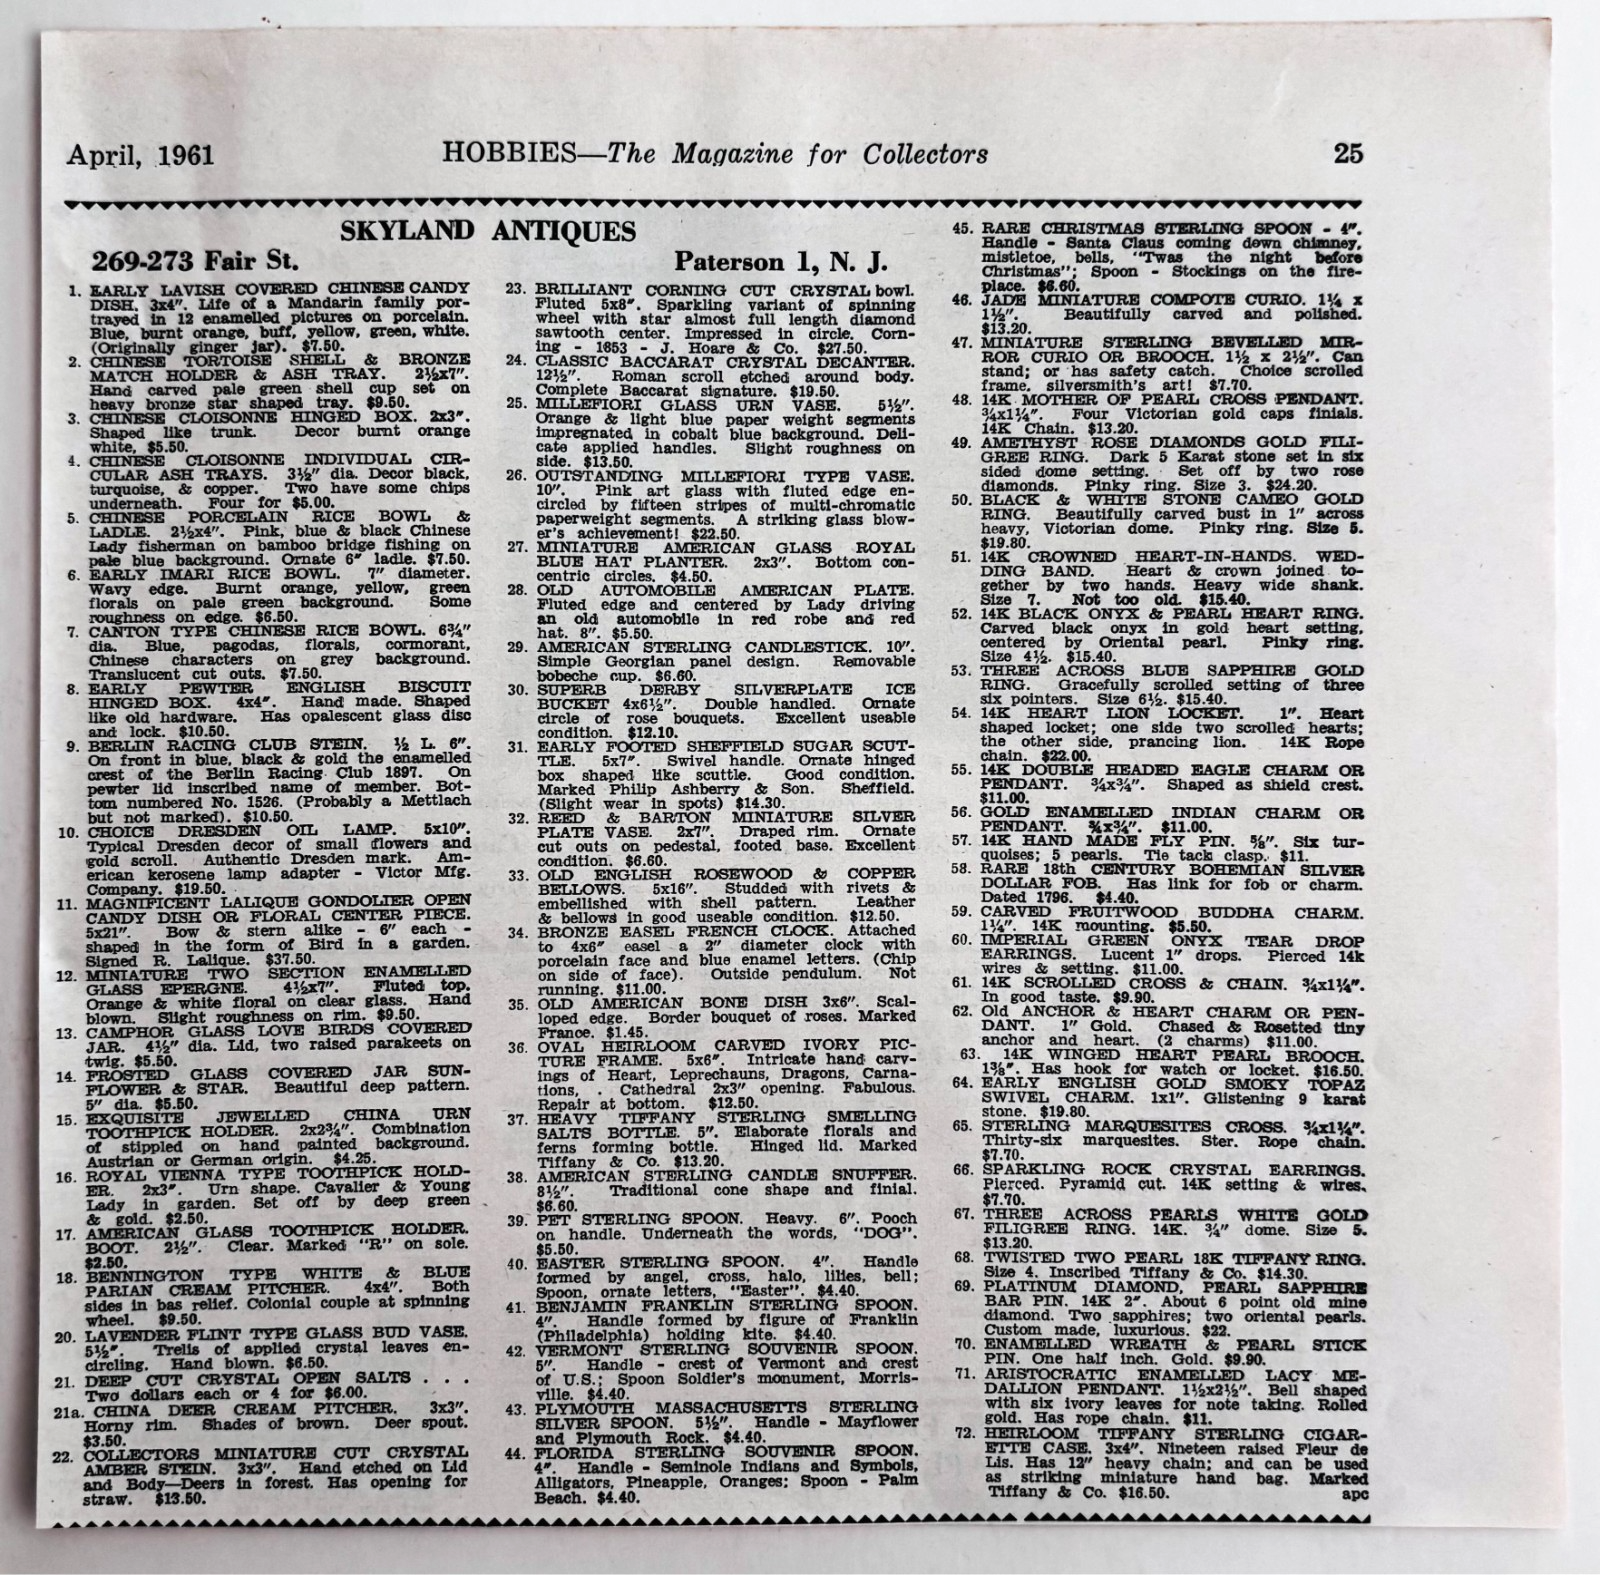 April, 1961
HOBBIES—The Magazine for Collectors
25
SKYLAND ANTIQUES
269-273 Fair St.
Paterson 1, N. J.
1. EARLY LAVISH COVERED CHINESE CANDY
DISH. 3x4". Life of a Mandarin family por-
trayed in 12 enamelled pictures on porcelain.
Blue, burnt orange, buff, yellow, green, white.
(Originally ginger jar). $7.50.
2. CHINESE TORTOISE SHELL & BRONZE
MATCH HOLDER & ASH TRAY. 2½x7".
Hand carved pale green shell cup set on
heavy bronze star shaped tray. $9.50.
3. CHINESE CLOISONNE HINGED BOX. 2x3".
Shaped like trunk. Decor burnt orange
white, $5.50.
4. CHINESE CLOISONNE INDIVIDUAL CIR-
CULAR ASH TRAYS. 3½" dia. Decor black,
turquoise, & copper. Two have some chips
underneath. Four for $5.00.
5. CHINESE PORCELAIN RICE BOWL &
LADLE. 2½x4". Pink, blue & black Chinese
Lady fisherman on bamboo bridge fishing on
pale blue background. Ornate 6" ladle. $7.50.
6. EARLY IMARI RICE BOWL. 7" diameter.
Wavy edge. Burnt orange, yellow, green
florals on pale green background. Some
roughness on edge. $6.50.
7. CANTON TYPE CHINESE RICE BOWL. 6¾"
dia. Blue, pagodas, florals, cormorant,
Chinese characters on grey background.
Translucent cut outs. $7.50.
8. EARLY PEWTER ENGLISH BISCUIT
HINGED BOX. 4x4". Hand made. Shaped
like old hardware. Has opalescent glass disc
and lock. $10.50.
9. BERLIN RACING CLUB STEIN. ½ L. 6".
On front in blue, black & gold the enamelled
crest of the Berlin Racing Club 1897. On
pewter lid inscribed name of member. Bot-
tom numbered No. 1526. (Probably a Mettlach
but not marked). $10.50.
10. CHOICE DRESDEN OIL LAMP. 5x10".
Typical Dresden decor of small flowers and
gold scroll. Authentic Dresden mark. Am-
erican kerosene lamp adapter - Victor Mfg.
Company. $19.50.
11. MAGNIFICENT LALIQUE GONDOLIER OPEN
CANDY DISH OR FLORAL CENTER PIECE.
5x21". Bow & stern alike - 6" each -
shaped in the form of Bird in a garden.
Signed R. Lalique. $37.50.
12. MINIATURE TWO SECTION ENAMELLED
GLASS EPERGNE. 4½x7". Fluted top.
Orange & white floral on clear glass. Hand
blown. Slight roughness on rim. $9.50.
13. CAMPHOR GLASS LOVE BIRDS COVERED
JAR. 4½" dia. Lid, two raised parakeets on
twig. $5.50.
14. FROSTED GLASS COVERED JAR SUN-
FLOWER & STAR. Beautiful deep pattern.
5" dia. $5.50.
15. EXQUISITE JEWELLED CHINA URN
TOOTHPICK HOLDER. 2x2¾". Combination
of stippled on hand painted background.
Austrian or German origin. $4.25.
16. ROYAL VIENNA TYPE TOOTHPICK HOLD-
ER. 2x3". Urn shape. Cavalier & Young
Lady in garden. Set off by deep green
& gold. $2.50.
17. AMERICAN GLASS TOOTHPICK HOLDER.
BOOT. 2½". Clear. Marked "R" on sole.
$2.50.
18. BENNINGTON TYPE WHITE & BLUE
PARIAN CREAM PITCHER. 4x4". Both
sides in bas relief. Colonial couple at spinning
wheel. $9.50.
20. LAVENDER FLINT TYPE GLASS BUD VASE.
5½". Trelis of applied crystal leaves en-
circling. Hand blown. $6.50.
21. DEEP CUT CRYSTAL OPEN SALTS . . .
Two dollars each or 4 for $6.00.
21a. CHINA DEER CREAM PITCHER. 3x3".
Horny rim. Shades of brown. Deer spout.
$3.50.
22. COLLECTORS MINIATURE CUT CRYSTAL
AMBER STEIN. 3x3". Hand etched on Lid
and Body—Deers in forest. Has opening for
straw. $13.50.
23. BRILLIANT CORNING CUT CRYSTAL bowl.
Fluted 5x8". Sparkling variant of spinning
wheel with star almost full length diamond
sawtooth center. Impressed in circle. Corn-
ing - 1853 - J. Hoare & Co. $27.50.
24. CLASSIC BACCARAT CRYSTAL DECANTER.
12½". Roman scroll etched around body.
Complete Baccarat signature. $19.50.
25. MILLEFIORI GLASS URN VASE. 5½".
Orange & light blue paper weight segments
impregnated in cobalt blue background. Deli-
cate applied handles. Slight roughness on
side. $13.50.
26. OUTSTANDING MILLEFIORI TYPE VASE.
10". Pink art glass with fluted edge en-
circled by fifteen stripes of multi-chromatic
paperweight segments. A striking glass blow-
er's achievement! $22.50.
27. MINIATURE AMERICAN GLASS ROYAL
BLUE HAT PLANTER. 2x3". Bottom con-
centric circles. $4.50.
28. OLD AUTOMOBILE AMERICAN PLATE.
Fluted edge and centered by Lady driving
an old automobile in red robe and red
hat. 8". $5.50.
29. AMERICAN STERLING CANDLESTICK. 10".
Simple Georgian panel design. Removable
bobeche cup. $6.60.
30. SUPERB DERBY SILVERPLATE ICE
BUCKET 4x6½". Double handled. Ornate
circle of rose bouquets. Excellent useable
condition. $12.10.
31. EARLY FOOTED SHEFFIELD SUGAR SCUT-
TLE. 5x7". Swivel handle. Ornate hinged
box shaped like scuttle. Good condition.
Marked Philip Ashberry & Son. Sheffield.
(Slight wear in spots) $14.30.
32. REED & BARTON MINIATURE SILVER
PLATE VASE. 2x7". Draped rim. Ornate
cut outs on pedestal, footed base. Excellent
condition. $6.60.
33. OLD ENGLISH ROSEWOOD & COPPER
BELLOWS. 5x16". Studded with rivets &
embellished with shell pattern. Leather
& bellows in good useable condition. $12.50.
34. BRONZE EASEL FRENCH CLOCK. Attached
to 4x6" easel a 2" diameter clock with
porcelain face and blue enamel letters. (Chip
on side of face). Outside pendulum. Not
running. $11.00.
35. OLD AMERICAN BONE DISH 3x6". Scal-
loped edge. Border bouquet of roses. Marked
France. $1.45.
36. OVAL HEIRLOOM CARVED IVORY PIC-
TURE FRAME. 5x6". Intricate hand carv-
ings of Heart, Leprechauns, Dragons, Carna-
tions, . Cathedral 2x3" opening. Fabulous.
Repair at bottom. $12.50.
37. HEAVY TIFFANY STERLING SMELLING
SALTS BOTTLE. 5". Elaborate florals and
ferns forming bottle. Hinged lid. Marked
Tiffany & Co. $13.20.
38. AMERICAN STERLING CANDLE SNUFFER.
8½". Traditional cone shape and finial.
$6.60.
39. PET STERLING SPOON. Heavy. 6". Pooch
on handle. Underneath the words, "DOG".
$5.50.
40. EASTER STERLING SPOON. 4". Handle
formed by angel, cross, halo, lilies, bell;
Spoon, ornate letters, "Easter". $4.40.
41. BENJAMIN FRANKLIN STERLING SPOON.
4". Handle formed by figure of Franklin
(Philadelphia) holding kite. $4.40.
42. VERMONT STERLING SOUVENIR SPOON.
5". Handle - crest of Vermont and crest
of U.S.; Spoon Soldier's monument, Morris-
ville. $4.40.
43. PLYMOUTH MASSACHUSETTS STERLING
SILVER SPOON. 5½". Handle - Mayflower
and Plymouth Rock. $4.40.
44. FLORIDA STERLING SOUVENIR SPOON.
4". Handle - Seminole Indians and Symbols,
Alligators, Pineapple, Oranges; Spoon - Palm
Beach. $4.40.
45. RARE CHRISTMAS STERLING SPOON - 4".
Handle - Santa Claus coming down chimney,
mistletoe, bells, "Twas the night before
Christmas"; Spoon - Stockings on the fire-
place. $6.60.
46. JADE MINIATURE COMPOTE CURIO. 1¼ x
1½". Beautifully carved and polished.
$13.20.
47. MINIATURE STERLING BEVELLED MIR-
ROR CURIO OR BROOCH. 1½ x 2½". Can
stand; or has safety catch. Choice scrolled
frame, silversmith's art! $7.70.
48. 14K MOTHER OF PEARL CROSS PENDANT.
¾x1¼". Four Victorian gold caps finials.
14K Chain. $13.20.
49. AMETHYST ROSE DIAMONDS GOLD FILI-
GREE RING. Dark 5 Karat stone set in six
sided dome setting. Set off by two rose
diamonds. Pinky ring. Size 3. $24.20.
50. BLACK & WHITE STONE CAMEO GOLD
RING. Beautifully carved bust in 1" across
heavy, Victorian dome. Pinky ring. Size 5.
$19.80.
51. 14K CROWNED HEART-IN-HANDS. WED-
DING BAND. Heart & crown joined to-
gether by two hands. Heavy wide shank.
Size 7. Not too old. $15.40.
52. 14K BLACK ONYX & PEARL HEART RING.
Carved black onyx in gold heart setting,
centered by Oriental pearl. Pinky ring.
Size 4½. $15.40.
53. THREE ACROSS BLUE SAPPHIRE GOLD
RING. Gracefully scrolled setting of three
six pointers. Size 6½. $15.40.
54. 14K HEART LION LOCKET. 1". Heart
shaped locket; one side two scrolled hearts;
the other side, prancing lion. 14K Rope
chain. $22.00.
55. 14K DOUBLE HEADED EAGLE CHARM OR
PENDANT. ¾x¾". Shaped as shield crest.
$11.00.
56. GOLD ENAMELLED INDIAN CHARM OR
PENDANT. ¾x¾". $11.00.
57. 14K HAND MADE FLY PIN. ⅝". Six tur-
quoises; 5 pearls. Tie tack clasp. $11.
58. RARE 18th CENTURY BOHEMIAN SILVER
DOLLAR FOB. Has link for fob or charm.
Dated 1796. $4.40.
59. CARVED FRUITWOOD BUDDHA CHARM.
1¼". 14K mounting. $5.50.
60. IMPERIAL GREEN ONYX TEAR DROP
EARRINGS. Lucent 1" drops. Pierced 14k
wires & setting. $11.00.
61. 14K SCROLLED CROSS & CHAIN. ¾x1¼".
In good taste. $9.90.
62. Old ANCHOR & HEART CHARM OR PEN-
DANT. 1" Gold. Chased & Rosetted tiny
anchor and heart. (2 charms) $11.00.
63. 14K WINGED HEART PEARL BROOCH.
1⅜". Has hook for watch or locket. $16.50.
64. EARLY ENGLISH GOLD SMOKY TOPAZ
SWIVEL CHARM. 1x1". Glistening 9 karat
stone. $19.80.
65. STERLING MARQUESITES CROSS. ¾x1¼".
Thirty-six marquesites. Ster. Rope chain.
$7.70.
66. SPARKLING ROCK CRYSTAL EARRINGS.
Pierced. Pyramid cut. 14K setting & wires.
$7.70.
67. THREE ACROSS PEARLS WHITE GOLD
FILIGREE RING. 14K. ¾" dome. Size 5.
$13.20.
68. TWISTED TWO PEARL 18K TIFFANY RING.
Size 4. Inscribed Tiffany & Co. $14.30.
69. PLATINUM DIAMOND, PEARL SAPPHIRE
BAR PIN. 14K 2". About 6 point old mine
diamond. Two sapphires; two oriental pearls.
Custom made, luxurious. $22.
70. ENAMELLED WREATH & PEARL STICK
PIN. One half inch. Gold. $9.90.
71. ARISTOCRATIC ENAMELLED LACY ME-
DALLION PENDANT. 1½x2½". Bell shaped
with six ivory leaves for note taking. Rolled
gold. Has rope chain. $11.
72. HEIRLOOM TIFFANY STERLING CIGAR-
ETTE CASE. 3x4". Nineteen raised Fleur de
Lis. Has 12" heavy chain; and can be used
as striking miniature hand bag. Marked
Tiffany & Co. $16.50.
apc